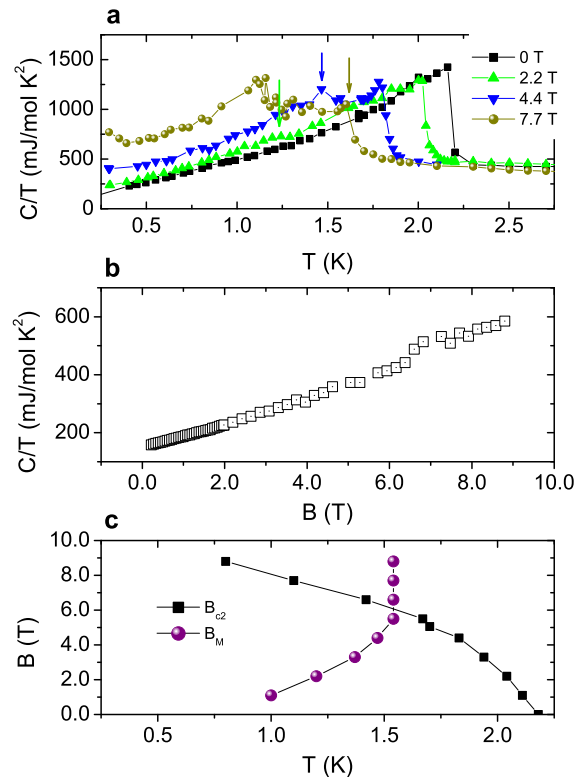 a
C/T (mJ/mol K²)
1500
1000
500
0
0 T
2.2 T
4.4 T
7.7 T
0.5 1.0 1.5 2.0 2.5
T (K)
b
C/T (mJ/mol K²)
600
400
200
0.0 2.0 4.0 6.0 8.0 10.0
B (T)
c
B (T)
10.0
8.0
6.0
4.0
2.0
0.0
B_c2
B_M
0.5 1.0 1.5 2.0
T (K)